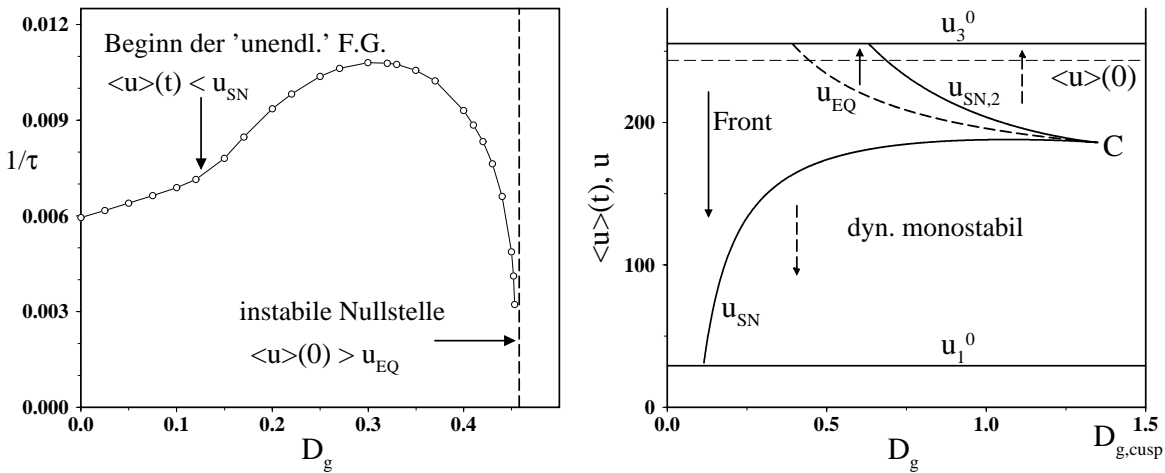 0.012
0.009
0.006
0.003
0.000
1/τ
Beginn der 'unendl.' F.G.
<u>(t) < u_SN
instabile Nullstelle
<u>(0) > u_EQ
0.0 0.1 0.2 0.3 0.4
D_g
200
100
0
<u>(t), u
u_3^0
<u>(0)
u_EQ
u_SN,2
Front
C
dyn. monostabil
u_SN
u_1^0
0.0 0.5 1.0 1.5
D_g
D_g,cusp